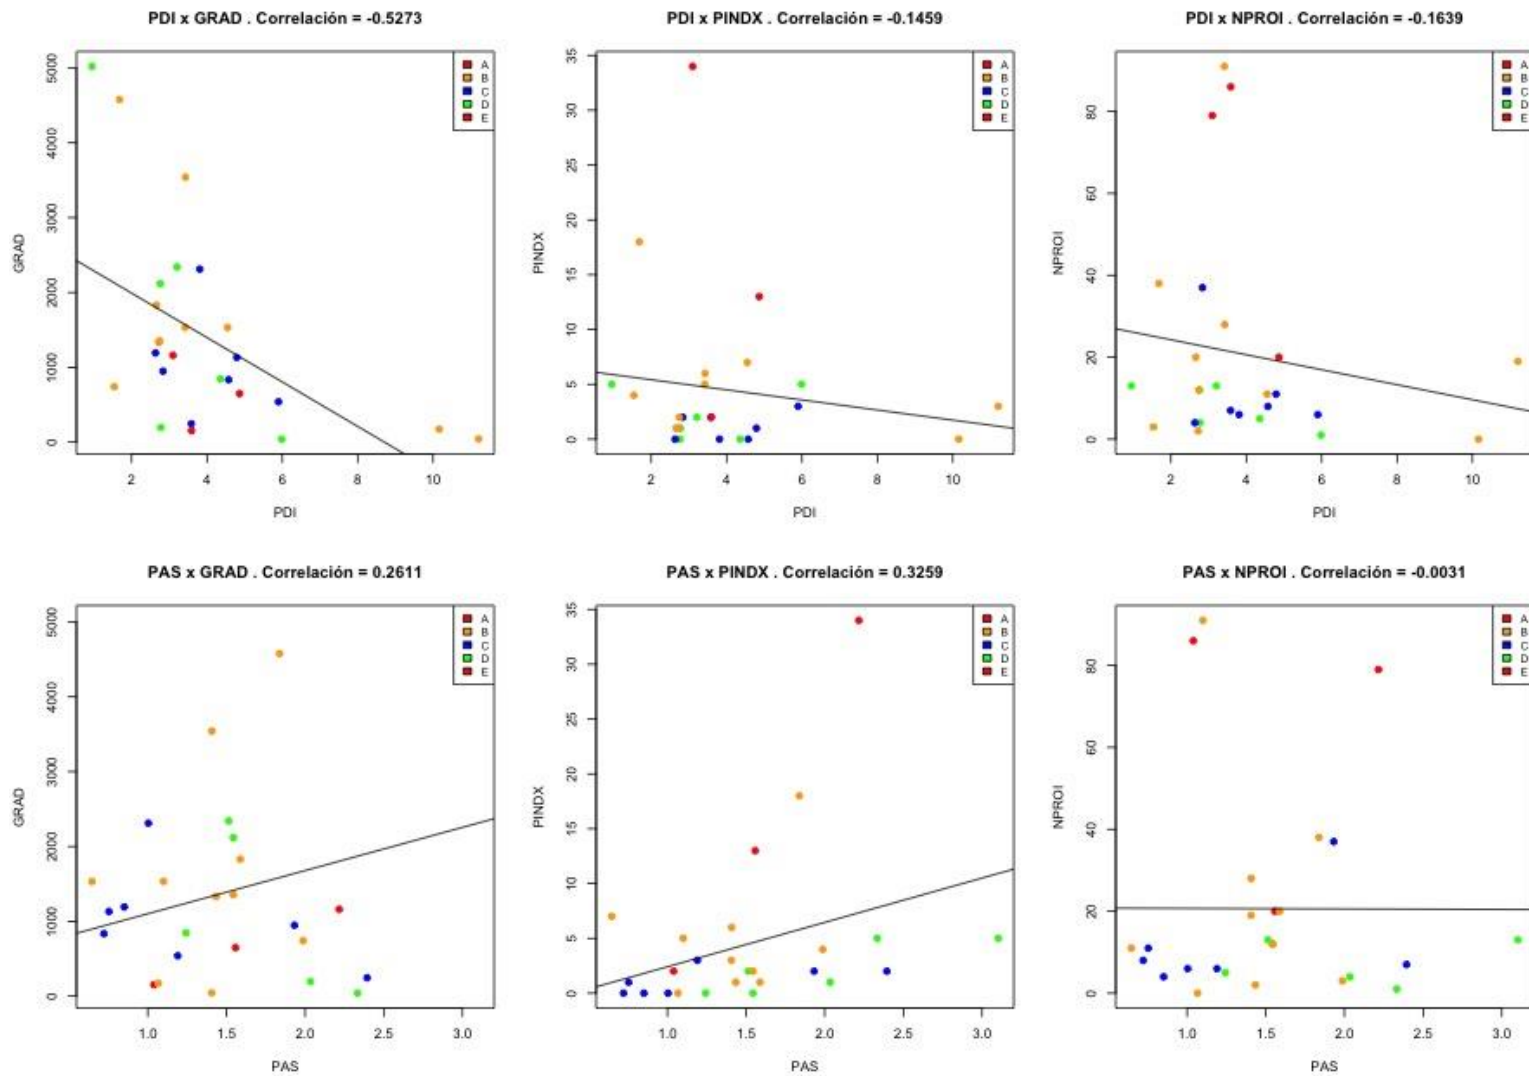 PDI x GRAD . Correlación = -0.5273
PDI x PINDX . Correlación = -0.1459
PDI x NPROI . Correlación = -0.1639
GRAD
5000
4000
3000
2000
1000
0
A
B
C
D
E
2 4 6 8 10
PDI
PINDX
35
30
25
20
15
10
5
0
A
B
C
D
E
2 4 6 8 10
PDI
NPROI
80
60
40
20
0
A
B
C
D
E
2 4 6 8 10
PDI
PAS x GRAD . Correlación = 0.2611
PAS x PINDX . Correlación = 0.3259
PAS x NPROI . Correlación = -0.0031
GRAD
5000
4000
3000
2000
1000
0
A
B
C
D
E
1.0 1.5 2.0 2.5 3.0
PAS
PINDX
35
30
25
20
15
10
5
0
A
B
C
D
E
1.0 1.5 2.0 2.5 3.0
PAS
NPROI
80
60
40
20
0
A
B
C
D
E
1.0 1.5 2.0 2.5 3.0
PAS